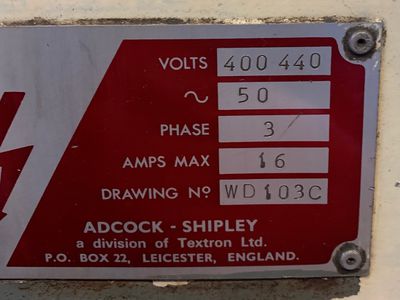 VOLTS 400 440
~ 50
PHASE 3
AMPS MAX 16
DRAWING Nº WD103C
ADCOCK - SHIPLEY
a division of Textron Ltd.
P.O. BOX 22, LEICESTER, ENGLAND.